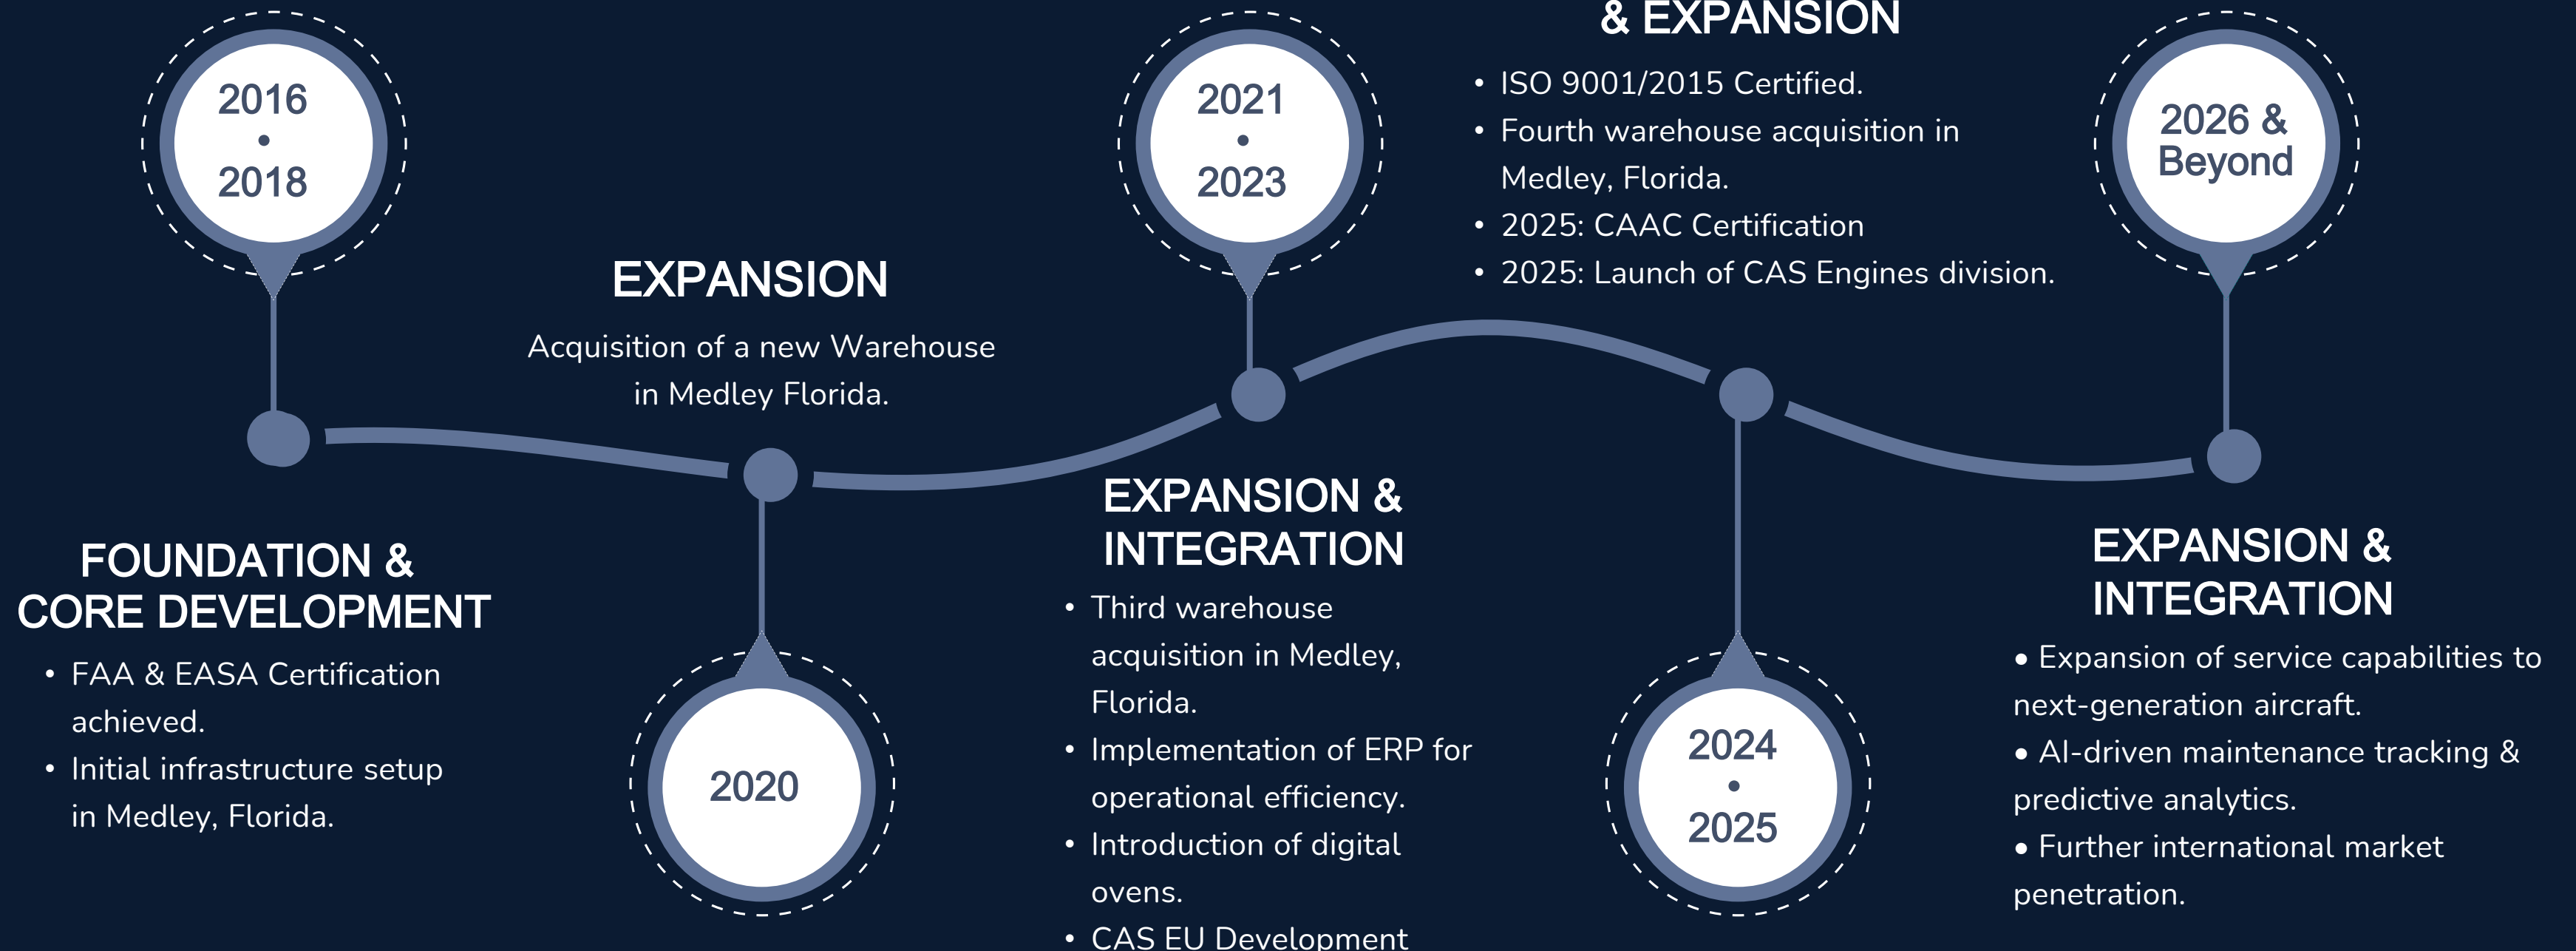 2016
•
2018
FOUNDATION &
CORE DEVELOPMENT
• FAA & EASA Certification
achieved.
• Initial infrastructure setup
in Medley, Florida.
EXPANSION
Acquisition of a new Warehouse
in Medley Florida.
2020
2021
•
2023
EXPANSION &
INTEGRATION
• Third warehouse
acquisition in Medley,
Florida.
• Implementation of ERP for
operational efficiency.
• Introduction of digital
ovens.
• CAS EU Development
& EXPANSION
• ISO 9001/2015 Certified.
• Fourth warehouse acquisition in
Medley, Florida.
• 2025: CAAC Certification
• 2025: Launch of CAS Engines division.
2024
•
2025
2026 &
Beyond
EXPANSION &
INTEGRATION
● Expansion of service capabilities to
next-generation aircraft.
● AI-driven maintenance tracking &
predictive analytics.
● Further international market
penetration.